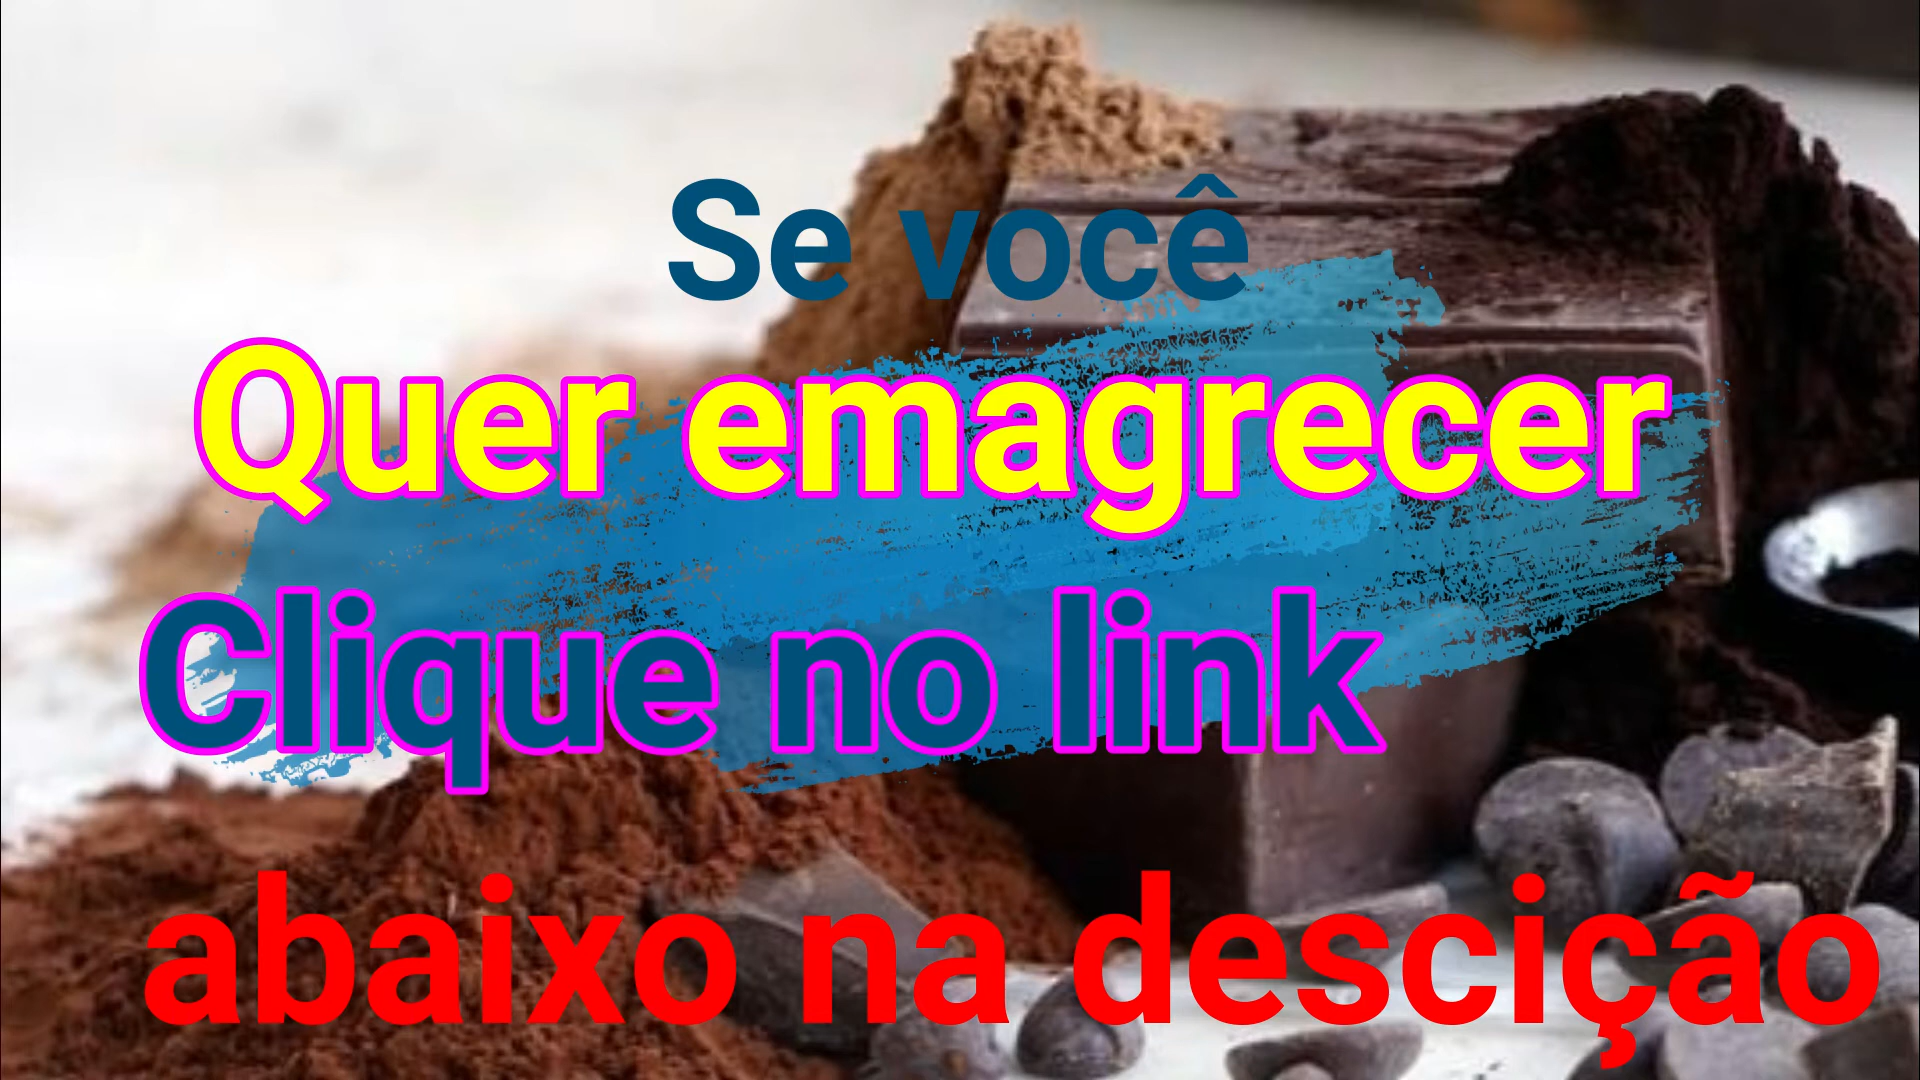 Se você
Quer emagrecer
Clique no link
abaixo na descição